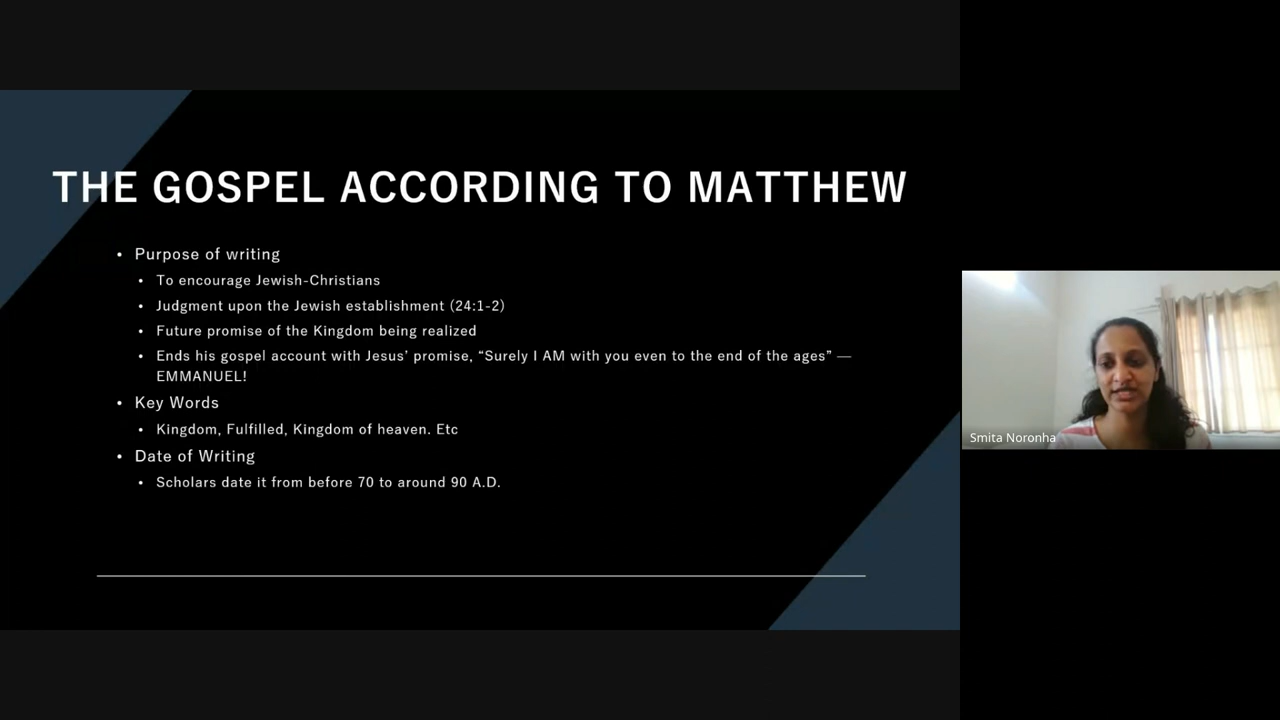 THE GOSPEL ACCORDING TO MATTHEW
• Purpose of writing
• To encourage Jewish-Christians
• Judgment upon the Jewish establishment (24:1-2)
• Future promise of the Kingdom being realized
• Ends his gospel account with Jesus’ promise, “Surely I AM with you even to the end of the ages” —
EMMANUEL!
• Key Words
• Kingdom, Fulfilled, Kingdom of heaven. Etc
• Date of Writing
• Scholars date it from before 70 to around 90 A.D.
Smita Noronha